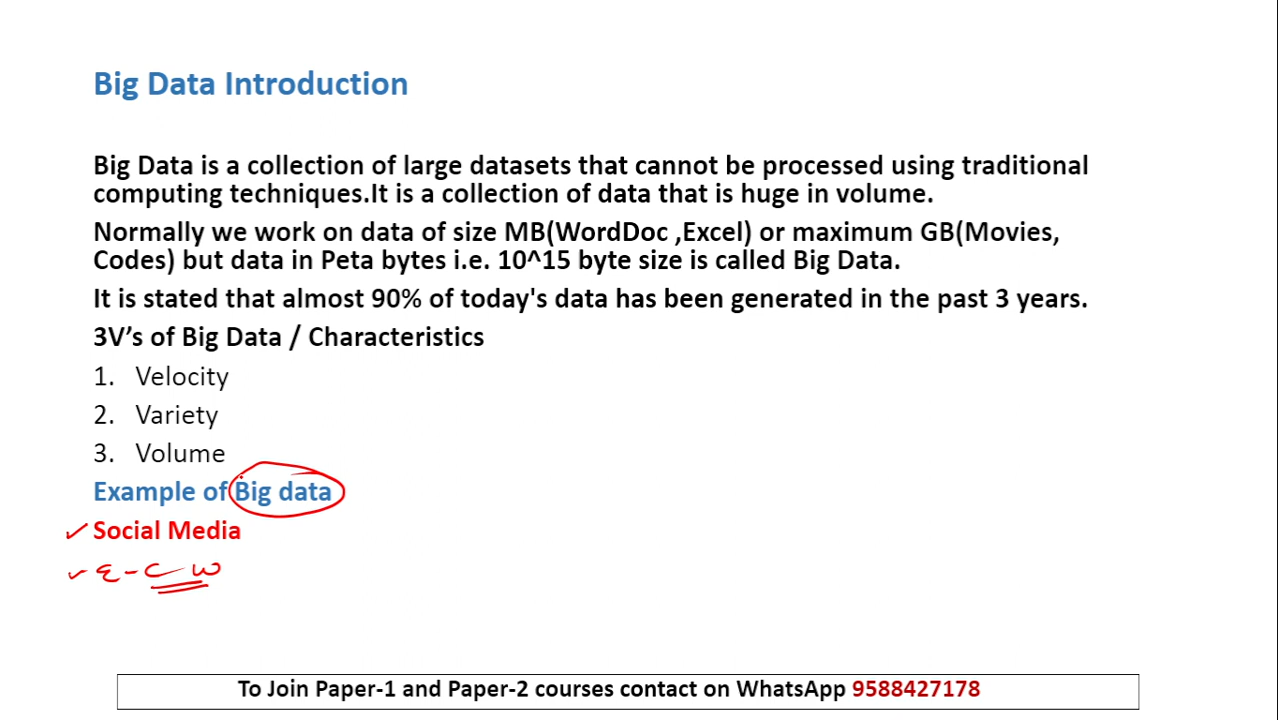 Big Data Introduction
Big Data is a collection of large datasets that cannot be processed using traditional
computing techniques.It is a collection of data that is huge in volume.
Normally we work on data of size MB(WordDoc ,Excel) or maximum GB(Movies,
Codes) but data in Peta bytes i.e. 10^15 byte size is called Big Data.
It is stated that almost 90% of today's data has been generated in the past 3 years.
3V’s of Big Data / Characteristics
1. Velocity
2. Variety
3. Volume
Example of Big data
✓ Social Media
✓ E-C W
To Join Paper-1 and Paper-2 courses contact on WhatsApp 9588427178